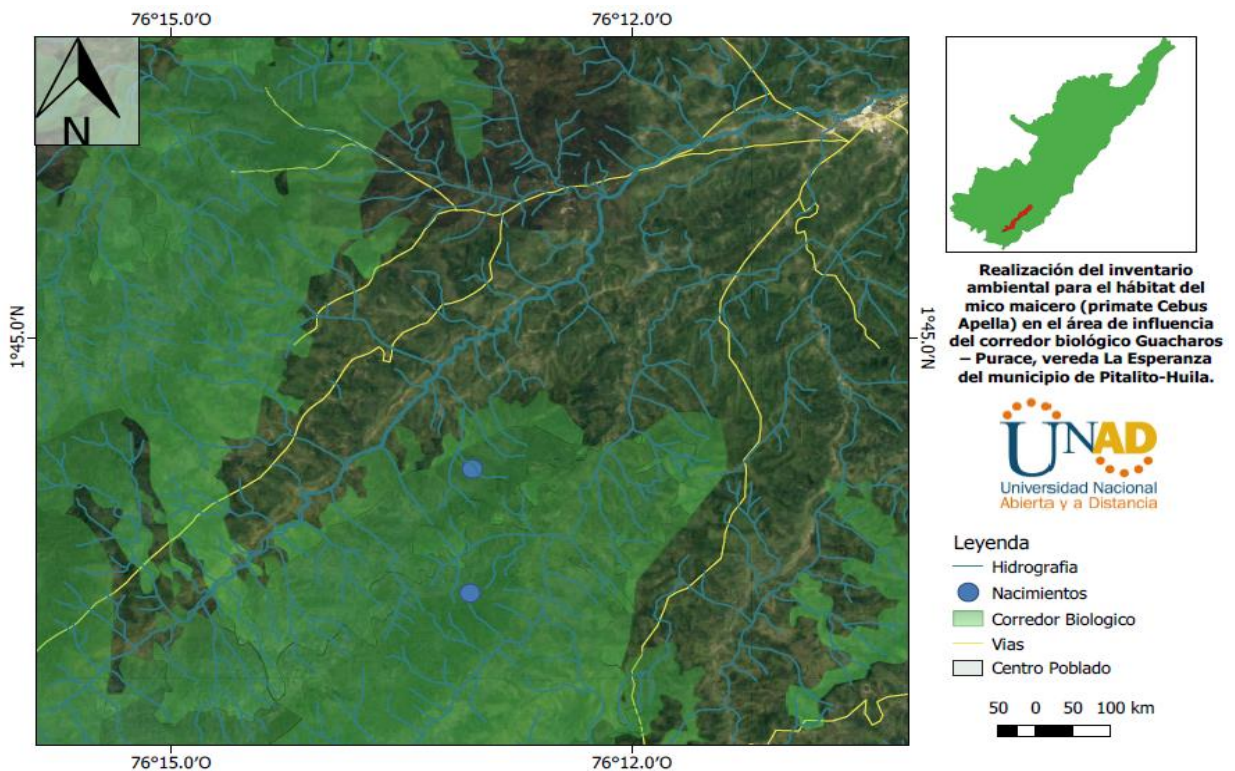 76°15.0'O 76°12.0'O
N
1°45.0'N
1°45.0'N
76°15.0'O 76°12.0'O
Realización del inventario
ambiental para el hábitat del
mico maicero (primate Cebus
Apella) en el área de influencia
del corredor biológico Guacharos
– Purace, vereda La Esperanza
del municipio de Pitalito-Huila.
UNAD
Universidad Nacional
Abierta y a Distancia
Leyenda
Hidrografia
Nacimientos
Corredor Biologico
Vias
Centro Poblado
50 0 50 100 km